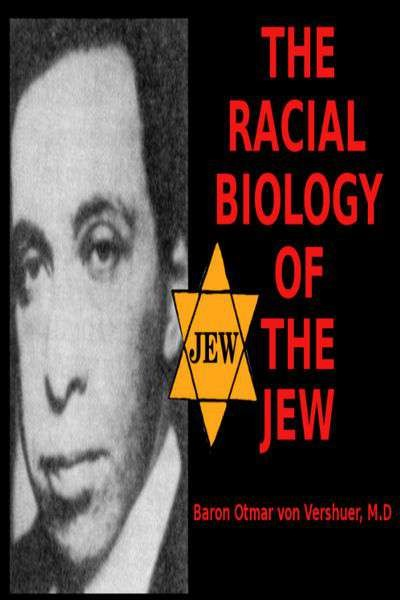 THE
RACIAL
BIOLOGY
OF
THE
JEW
JEW
Baron Otmar von Vershuer, M.D